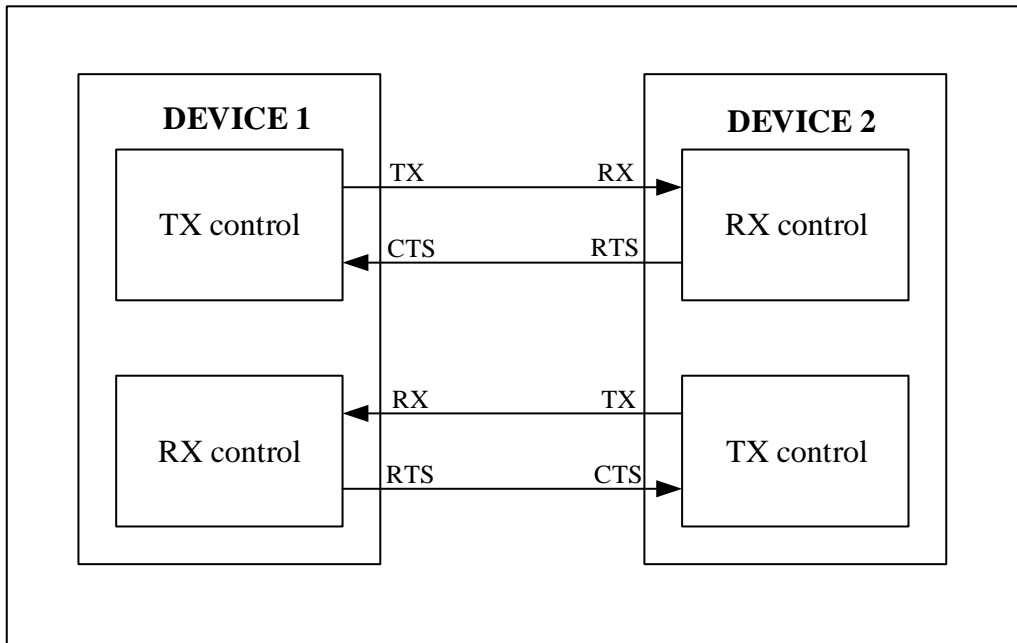 DEVICE 1
DEVICE 2
TX
RX
TX control
RX control
CTS
RTS
RX
TX
RX control
TX control
RTS
CTS